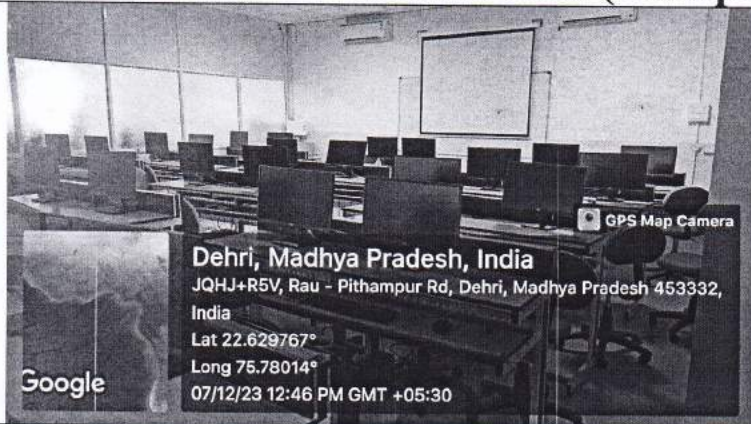 GPS Map Camera
Dehri, Madhya Pradesh, India
JQHJ+R5V, Rau - Pithampur Rd, Dehri, Madhya Pradesh 453332,
India
Lat 22.629767°
Long 75.78014°
07/12/23 12:46 PM GMT +05:30
Google